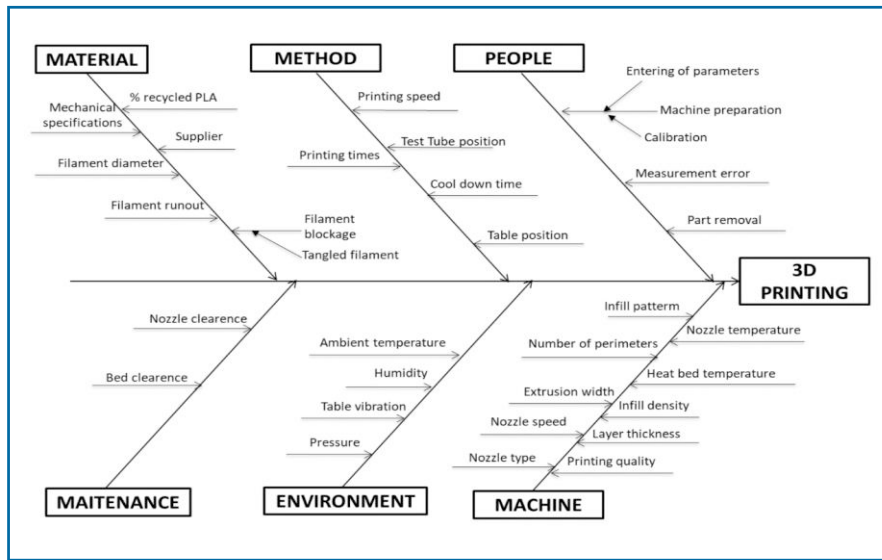 MATERIAL
METHOD
PEOPLE
% recycled PLA
Mechanical
specifications
Supplier
Filament diameter
Filament runout
Filament
blockage
Tangled filament
Printing speed
Test Tube position
Printing times
Cool down time
Table position
Entering of parameters
Machine preparation
Calibration
Measurement error
Part removal
3D
PRINTING
Nozzle clearence
Bed clearence
Ambient temperature
Humidity
Table vibration
Pressure
Infill patterm
Nozzle temperature
Number of perimeters
Heat bed temperature
Extrusion width
Infill density
Nozzle speed
Layer thickness
Nozzle type
Printing quality
MAITENANCE
ENVIRONMENT
MACHINE